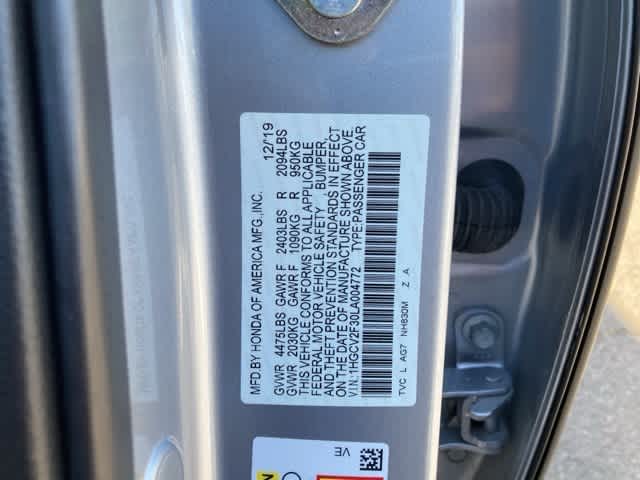 MFD.BY HONDA OF AMERICA MFG.,INC. 12/'19
GVWR 4475LBS GAWR F 2403LBS R 2094LBS
GVWR 2030KG GAWR F 1090KG R 950KG
THIS VEHICLE CONFORMS TO ALL APPLICABLE
FEDERAL MOTOR VEHICLE SAFETY, BUMPER,
AND THEFT PREVENTION STANDARDS IN EFFECT
ON THE DATE OF MANUFACTURE SHOWN ABOVE.
V.I.N.:1HGCV2F30LA004772 TYPE:PASSENGER CAR
TVC L AG7 NH830M Z A
VE